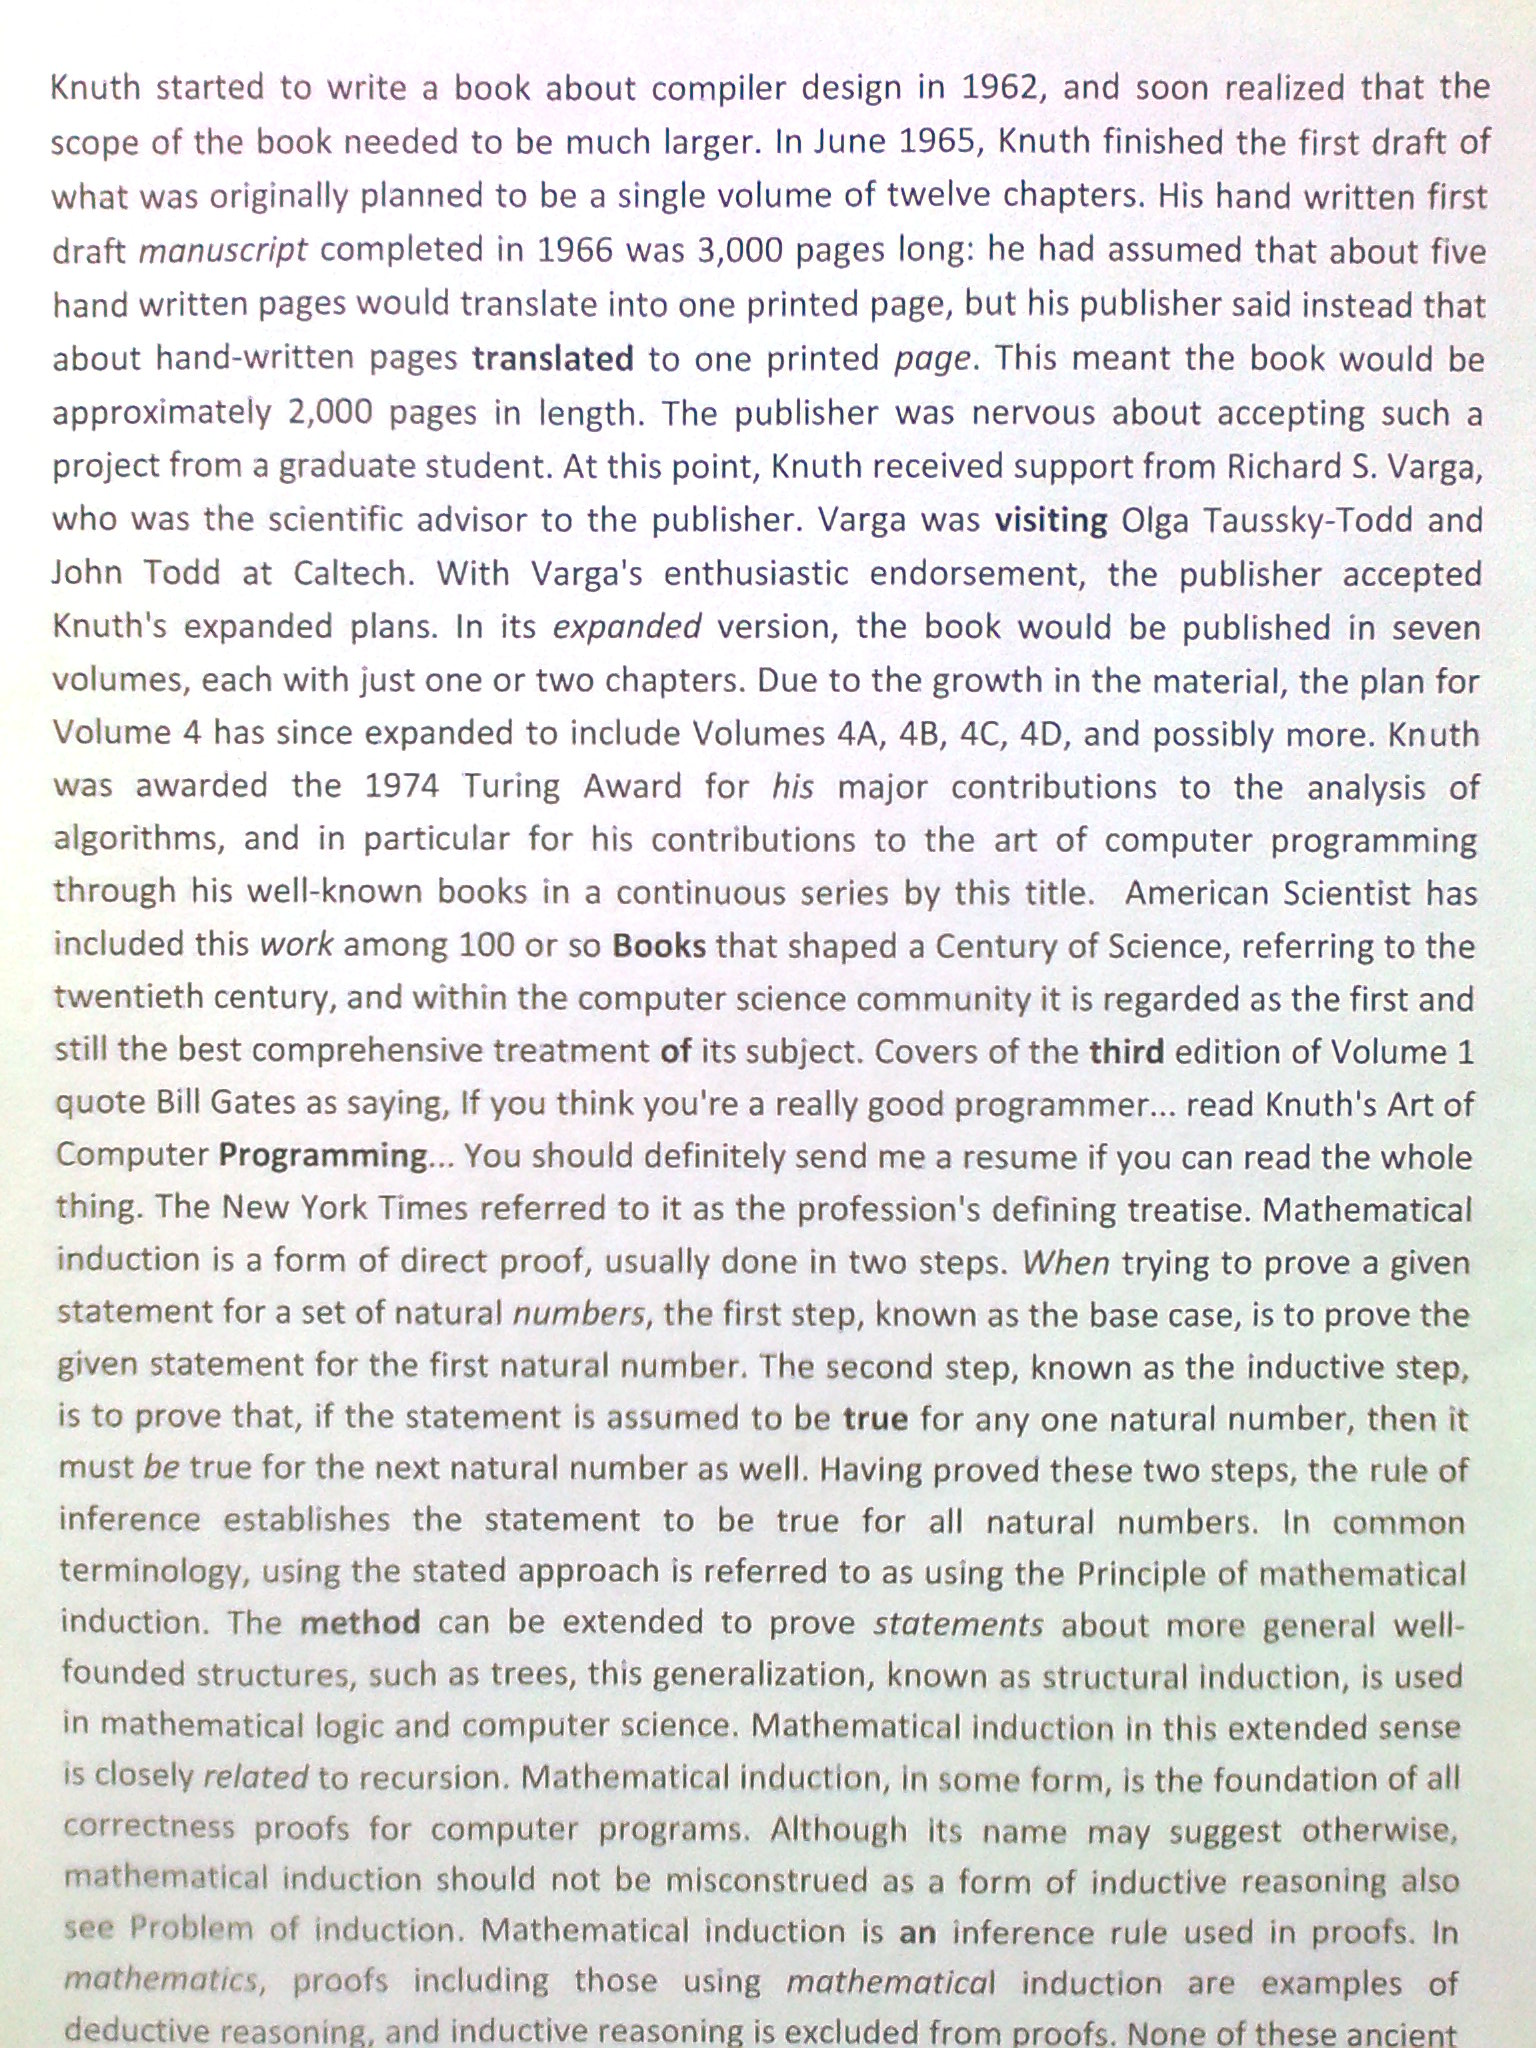 Knuth started to write a book about compiler design in 1962, and soon realized that the
scope of the book needed to be much larger. In June 1965, Knuth finished the first draft of
what was originally planned to be a single volume of twelve chapters. His hand written first
draft manuscript completed in 1966 was 3,000 pages long: he had assumed that about five
hand written pages would translate into one printed page, but his publisher said instead that
about hand-written pages translated to one printed page. This meant the book would be
approximately 2,000 pages in length. The publisher was nervous about accepting such a
project from a graduate student. At this point, Knuth received support from Richard S. Varga,
who was the scientific advisor to the publisher. Varga was visiting Olga Taussky-Todd and
John Todd at Caltech. With Varga's enthusiastic endorsement, the publisher accepted
Knuth's expanded plans. In its expanded version, the book would be published in seven
volumes, each with just one or two chapters. Due to the growth in the material, the plan for
Volume 4 has since expanded to include Volumes 4A, 4B, 4C, 4D, and possibly more. Knuth
was awarded the 1974 Turing Award for his major contributions to the analysis of
algorithms, and in particular for his contributions to the art of computer programming
through his well-known books in a continuous series by this title. American Scientist has
included this work among 100 or so Books that shaped a Century of Science, referring to the
twentieth century, and within the computer science community it is regarded as the first and
still the best comprehensive treatment of its subject. Covers of the third edition of Volume 1
quote Bill Gates as saying, If you think you're a really good programmer... read Knuth's Art of
Computer Programming... You should definitely send me a resume if you can read the whole
thing. The New York Times referred to it as the profession's defining treatise. Mathematical
induction is a form of direct proof, usually done in two steps. When trying to prove a given
statement for a set of natural numbers, the first step, known as the base case, is to prove the
given statement for the first natural number. The second step, known as the inductive step,
is to prove that, if the statement is assumed to be true for any one natural number, then it
must be true for the next natural number as well. Having proved these two steps, the rule of
inference establishes the statement to be true for all natural numbers. In common
terminology, using the stated approach is referred to as using the Principle of mathematical
induction. The method can be extended to prove statements about more general well-
founded structures, such as trees, this generalization, known as structural induction, is used
in mathematical logic and computer science. Mathematical induction in this extended sense
is closely related to recursion. Mathematical induction, in some form, is the foundation of all
correctness proofs for computer programs. Although its name may suggest otherwise,
mathematical induction should not be misconstrued as a form of inductive reasoning also
see Problem of induction. Mathematical induction is an inference rule used in proofs. In
mathematics, proofs including those using mathematical induction are examples of
deductive reasoning, and inductive reasoning is excluded from proofs. None of these ancient